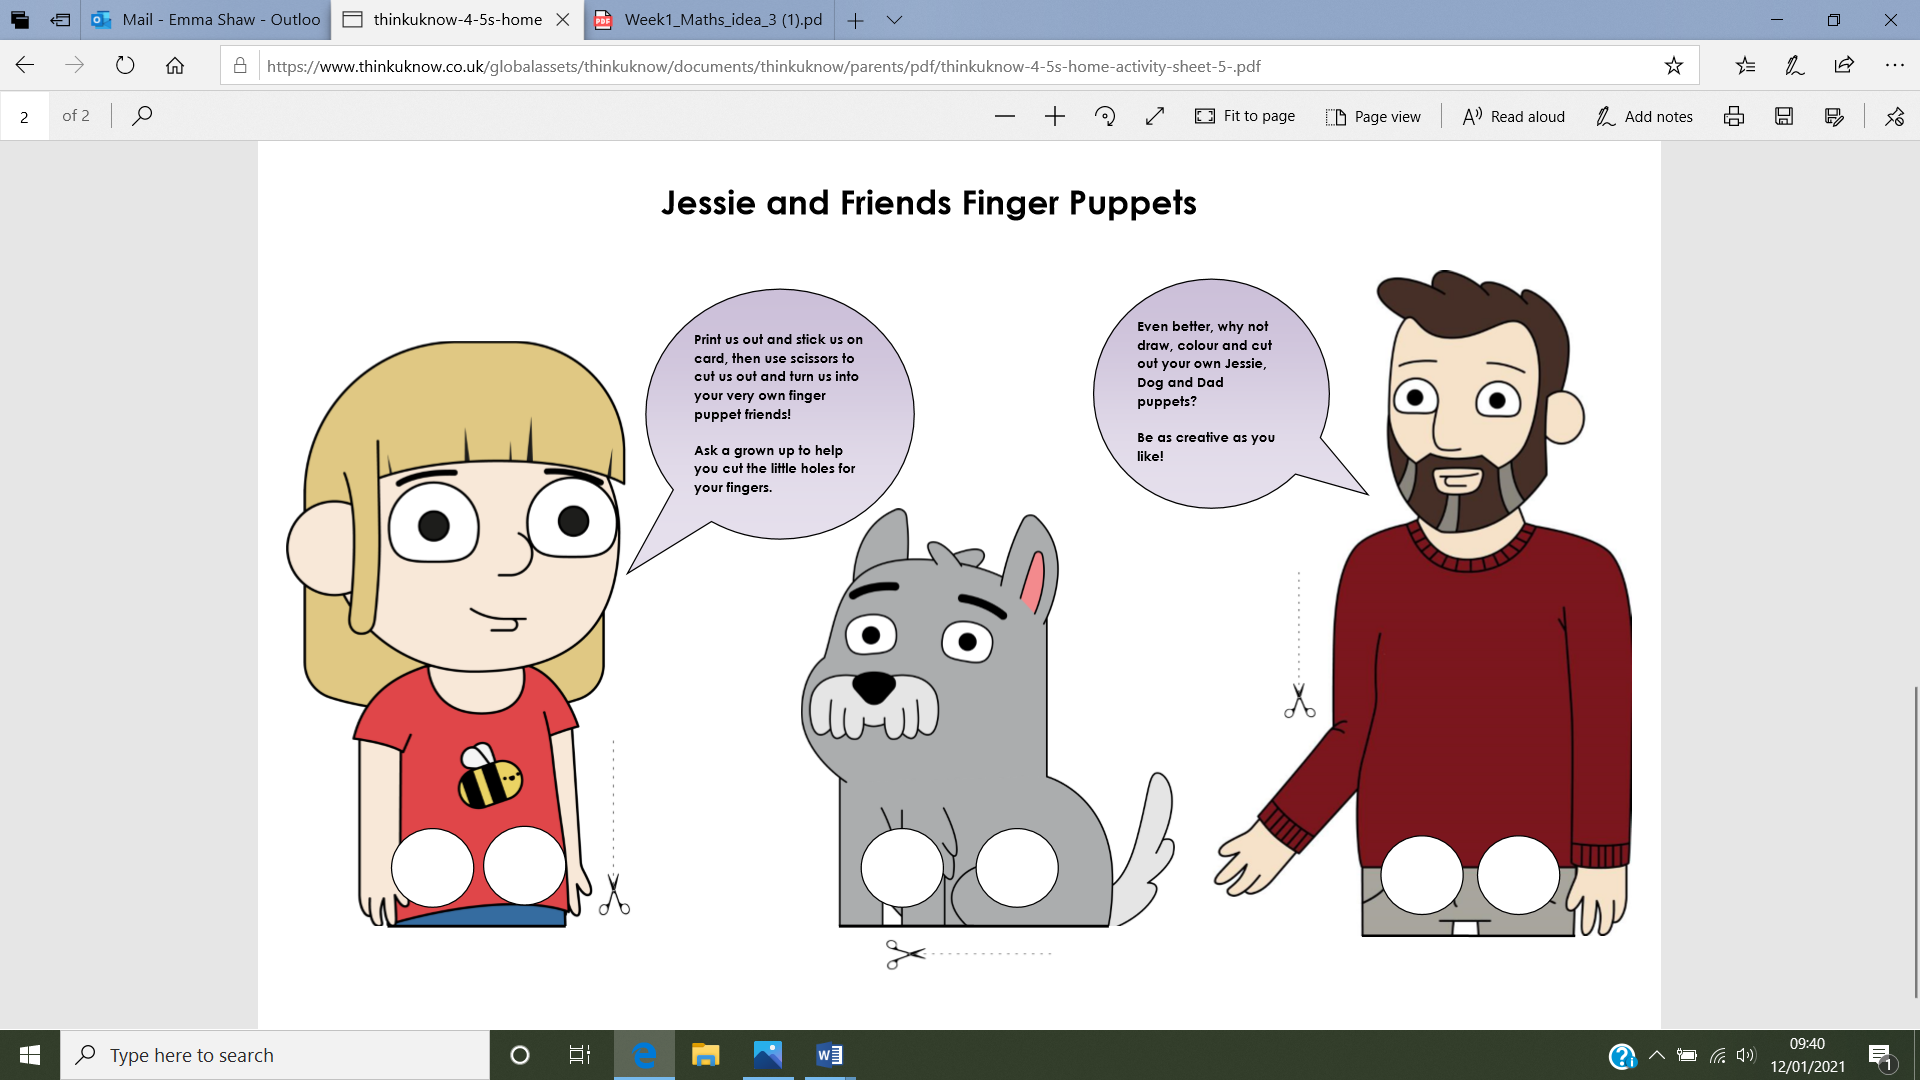 Mail - Emma Shaw - Outloo
thinkuknow-4-5s-home
Week1_Maths_idea_3 (1).pd
https://www.thinkuknow.co.uk/globalassets/thinkuknow/documents/thinkuknow/parents/pdf/thinkuknow-4-5s-home-activity-sheet-5-.pdf
2 of 2
Fit to page
Page view
Read aloud
Add notes
Jessie and Friends Finger Puppets
Print us out and stick us on
card, then use scissors to
cut us out and turn us into
your very own finger
puppet friends!
Ask a grown up to help
you cut the little holes for
your fingers.
Even better, why not
draw, colour and cut
out your own Jessie,
Dog and Dad
puppets?
Be as creative as you
like!
Type here to search
09:40
12/01/2021
1